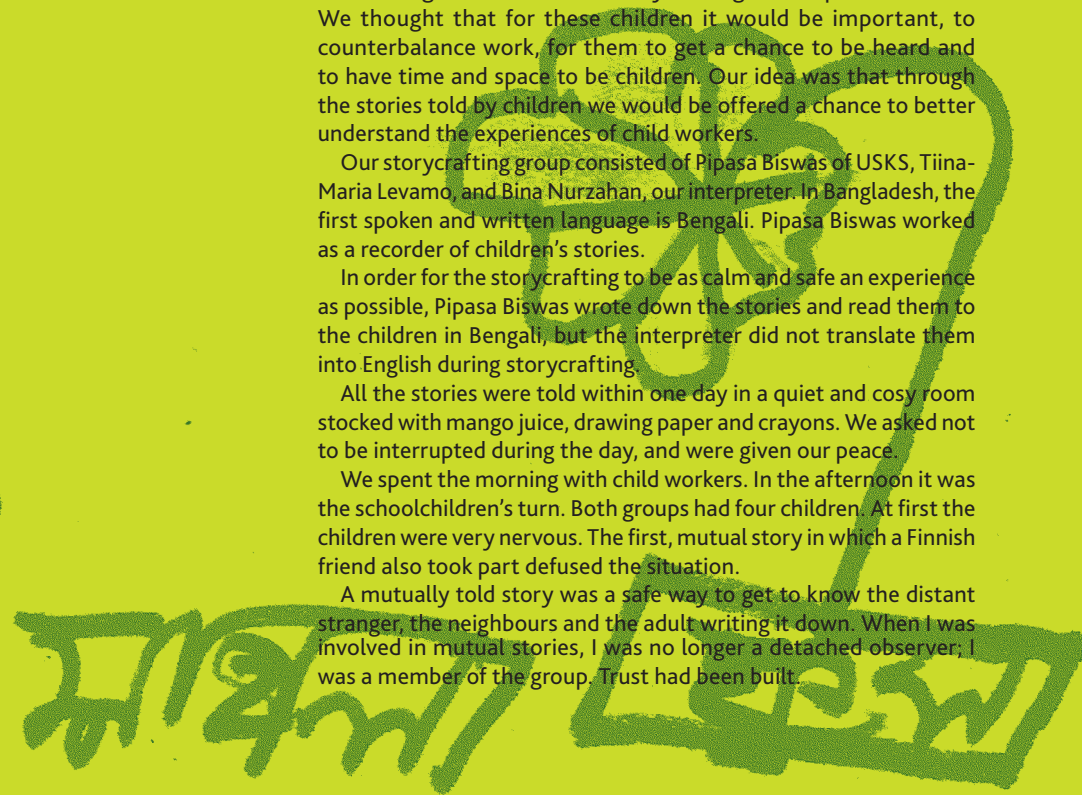 We thought that for these children it would be important, to
counterbalance work, for them to get a chance to be heard and
to have time and space to be children. Our idea was that through
the stories told by children we would be offered a chance to better
understand the experiences of child workers.
Our storycrafting group consisted of Pipasa Biswas of USKS, Tiina-
Maria Levamo, and Bina Nurzahan, our interpreter. In Bangladesh, the
first spoken and written language is Bengali. Pipasa Biswas worked
as a recorder of children’s stories.
In order for the storycrafting to be as calm and safe an experience
as possible, Pipasa Biswas wrote down the stories and read them to
the children in Bengali, but the interpreter did not translate them
into English during storycrafting.
All the stories were told within one day in a quiet and cosy room
stocked with mango juice, drawing paper and crayons. We asked not
to be interrupted during the day, and were given our peace.
We spent the morning with child workers. In the afternoon it was
the schoolchildren’s turn. Both groups had four children. At first the
children were very nervous. The first, mutual story in which a Finnish
friend also took part defused the situation.
A mutually told story was a safe way to get to know the distant
stranger, the neighbours and the adult writing it down. When I was
involved in mutual stories, I was no longer a detached observer; I
was a member of the group. Trust had been built.